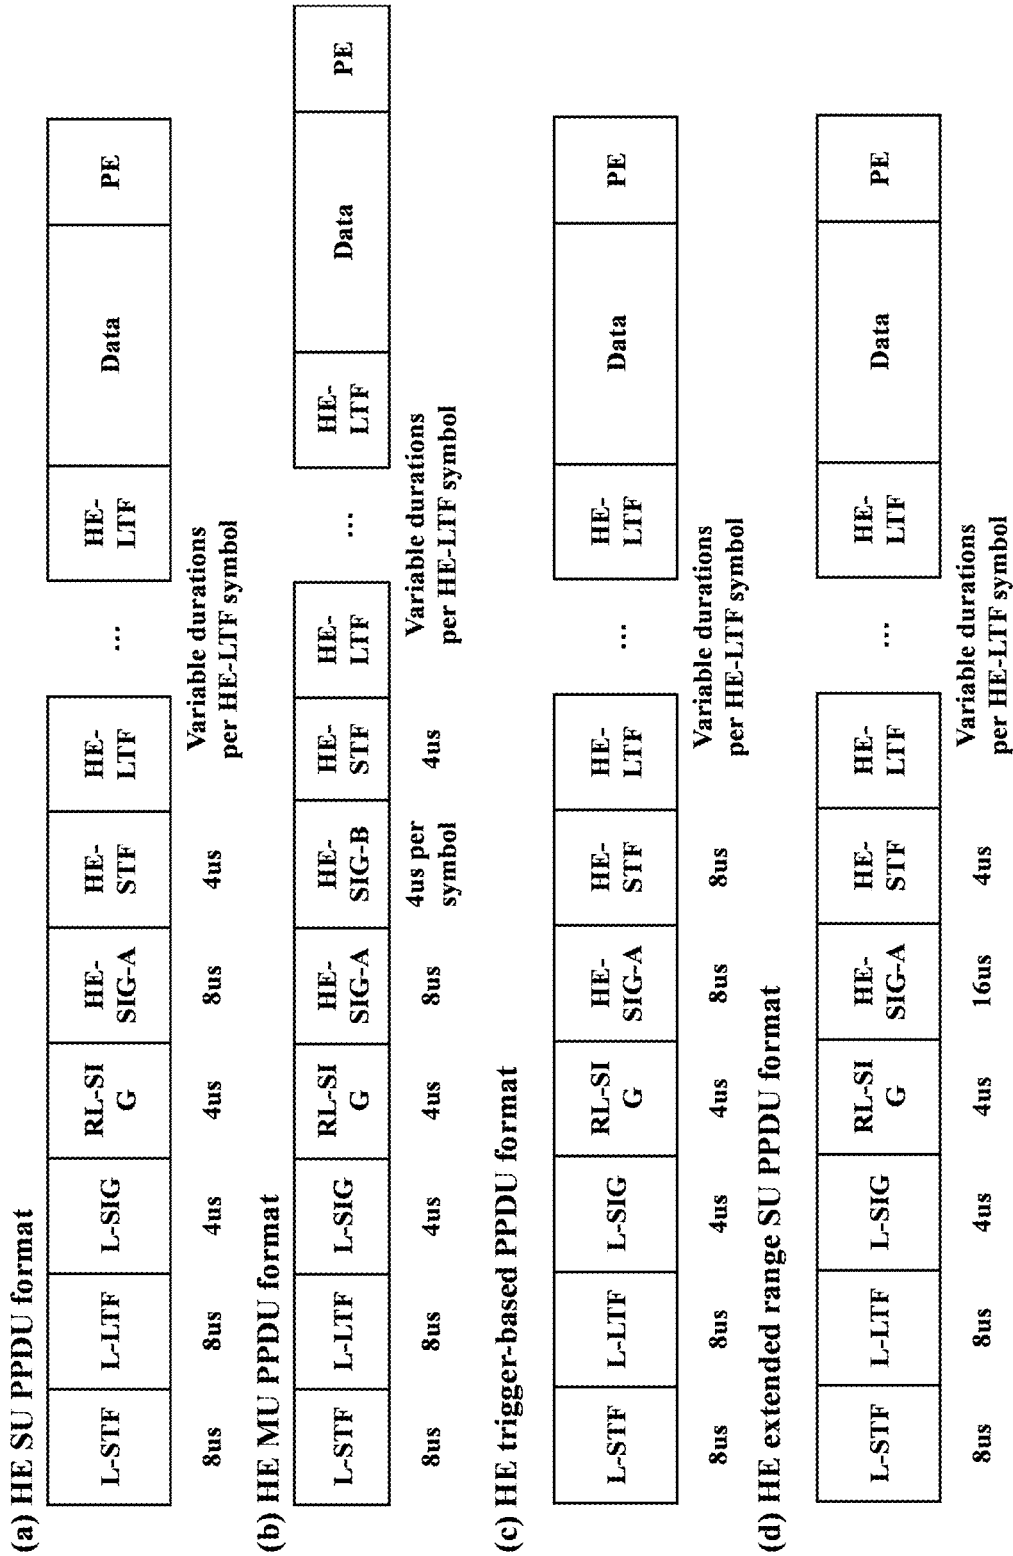 (a) HE SU PPDU format
L-STF L-LTF L-SIG RL-SI HE- HE- HE- ... HE- Data PE
G SIG-A STF LTF LTF
8us 8us 4us 4us 8us 4us Variable durations
per HE-LTF symbol
(b) HE MU PPDU format
L-STF L-LTF L-SIG RL-SI HE- HE- HE- HE- ... HE- Data PE
G SIG-A SIG-B STF LTF LTF
8us 8us 4us 4us 8us 4us per 4us Variable durations
symbol per HE-LTF symbol
(c) HE trigger-based PPDU format
L-STF L-LTF L-SIG RL-SI HE- HE- HE- ... HE- Data PE
G SIG-A STF LTF LTF
8us 8us 4us 4us 8us 8us Variable durations
per HE-LTF symbol
(d) HE extended range SU PPDU format
L-STF L-LTF L-SIG RL-SI HE- HE- HE- ... HE- Data PE
G SIG-A STF LTF LTF
8us 8us 4us 4us 16us 4us Variable durations
per HE-LTF symbol